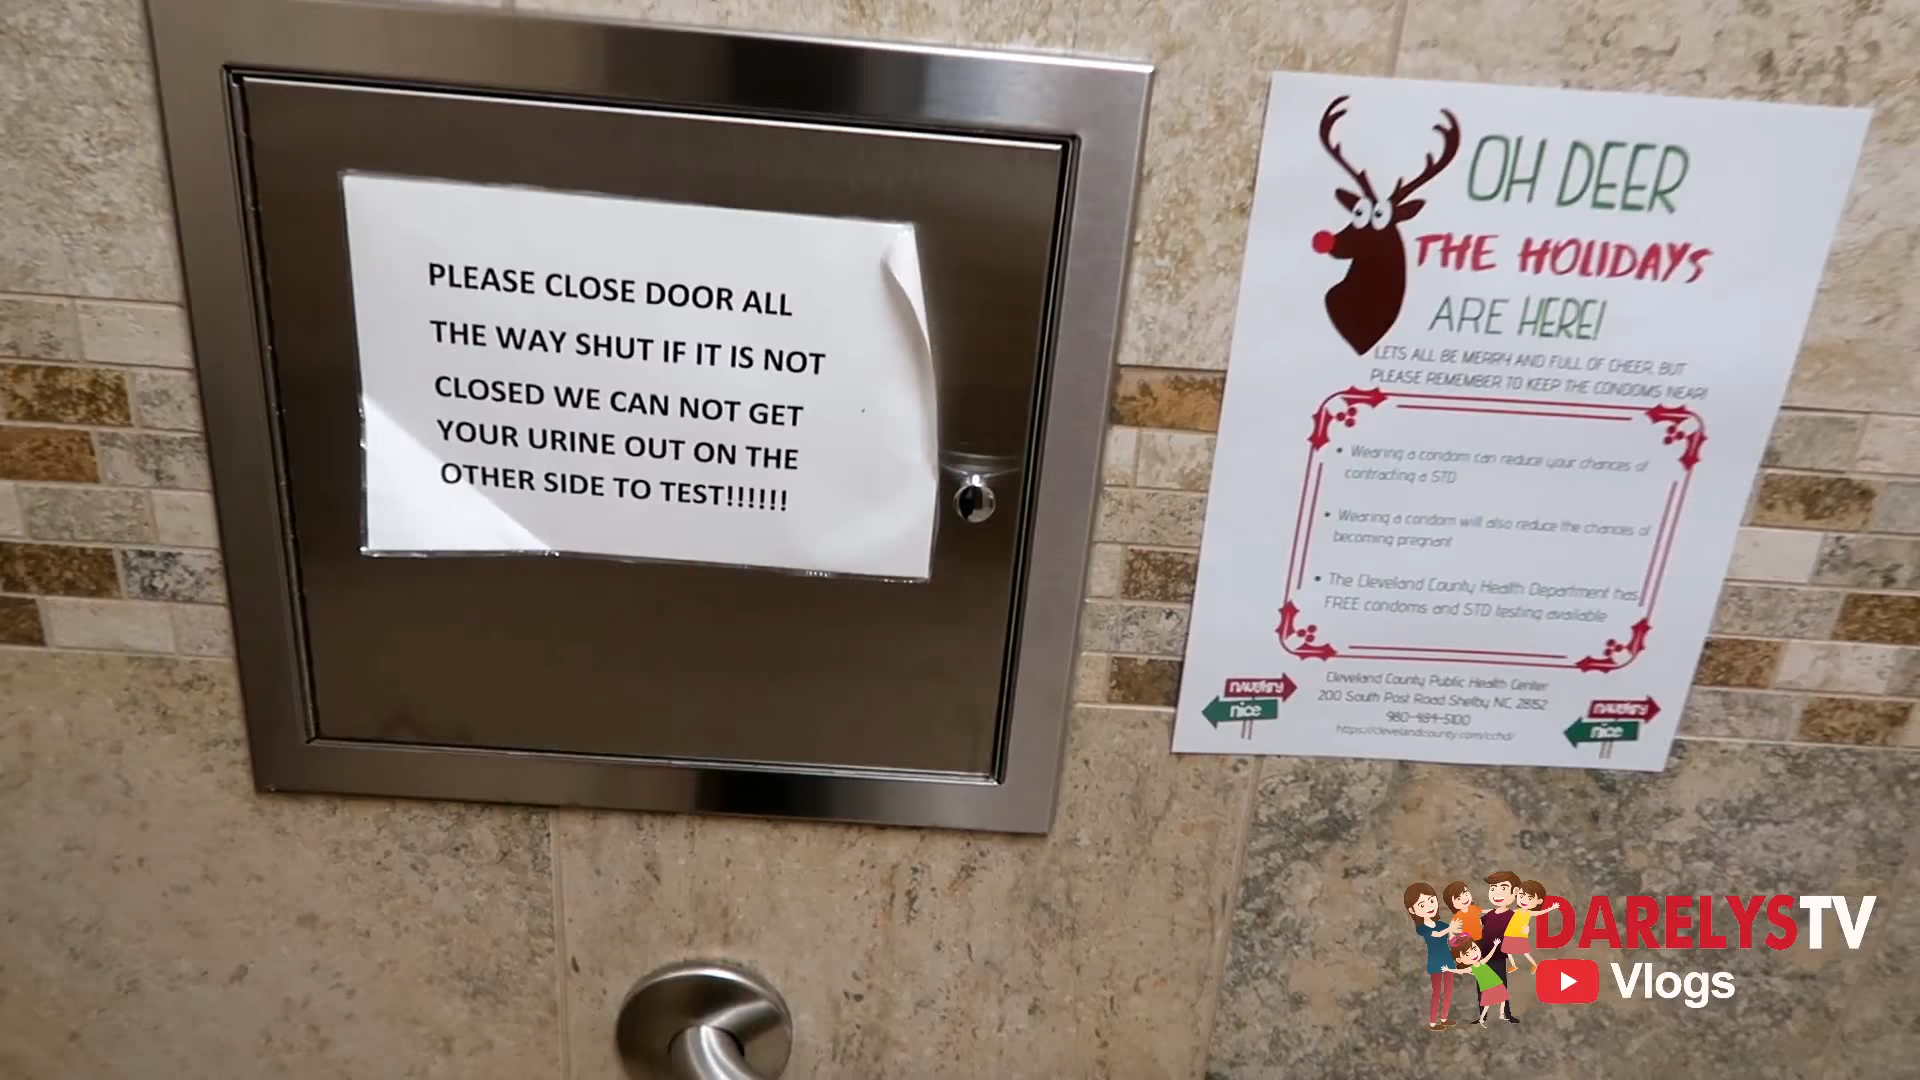 PLEASE CLOSE DOOR ALL
THE WAY SHUT IF IT IS NOT
CLOSED WE CAN NOT GET
YOUR URINE OUT ON THE
OTHER SIDE TO TEST!!!!!!
OH DEER
THE HOLIDAYS
ARE HERE!
LETS ALL BE MERRY AND FULL OF CHEER, BUT
PLEASE REMEMBER TO KEEP THE CONDOMS NEAR!
• Wearing a condom can reduce your chances of
contracting a STD
• Wearing a condom will also reduce the chances of
becoming pregnant
• The Cleveland County Health Department has
FREE condoms and STD testing available
Cleveland County Public Health Center
200 South Post Road Shelby NC, 28152
980-484-5100
https://clevelandcounty.com/cchd/
naughty
nice
naughty
nice
DARELYSTV
Vlogs